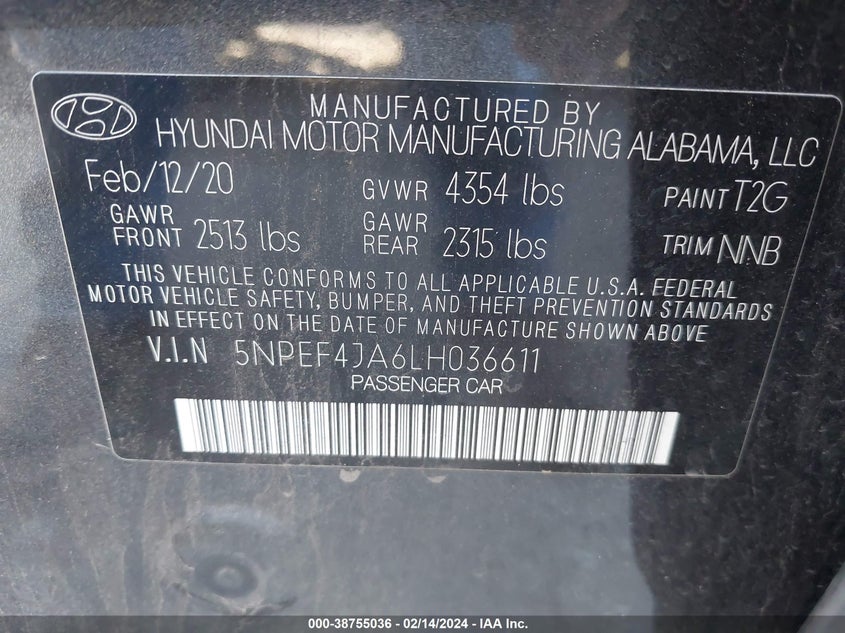 MANUFACTURED BY
HYUNDAI MOTOR MANUFACTURING ALABAMA, LLC
Feb/12/20 GVWR 4354 lbs PAINT T2G
GAWR FRONT 2513 lbs GAWR REAR 2315 lbs TRIM NNB
THIS VEHICLE CONFORMS TO ALL APPLICABLE U.S.A. FEDERAL
MOTOR VEHICLE SAFETY, BUMPER, AND THEFT PREVENTION STANDARDS
IN EFFECT ON THE DATE OF MANUFACTURE SHOWN ABOVE
V.I.N 5NPEF4JA6LH036611
PASSENGER CAR
000-38755036 - 02/14/2024 - IAA Inc.